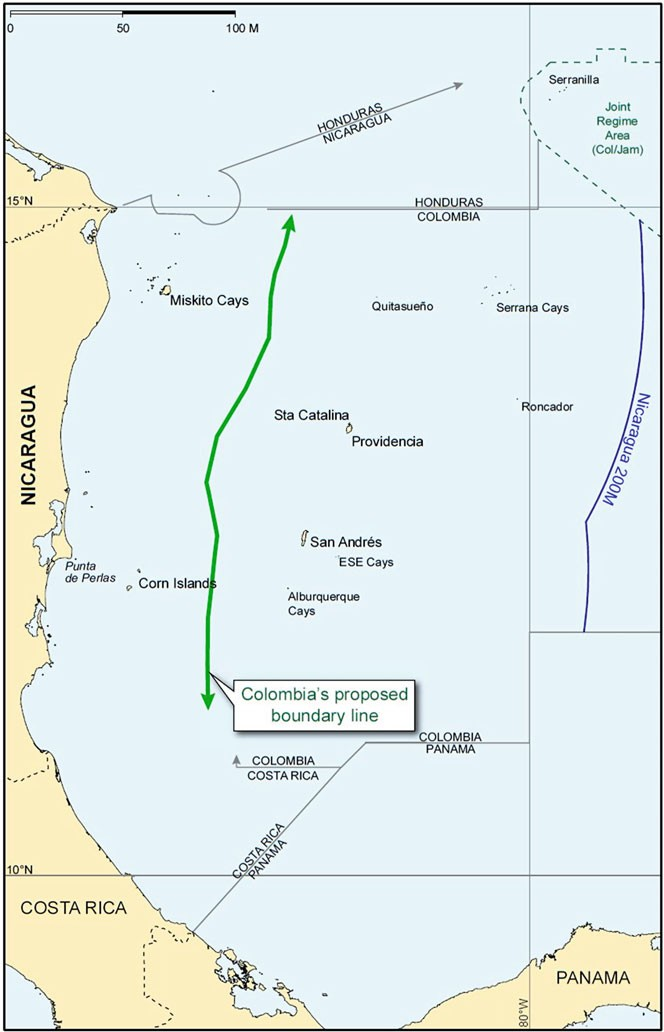 0
50
100 M
Serranilla
Joint
Regime
Area
(Col/Jam)
HONDURAS
NICARAGUA
15°N
HONDURAS
COLOMBIA
Miskito Cays
Quitasueño
Serrana Cays
NICARAGUA
Sta Catalina
Providencia
Roncador
Nicaragua 200M
San Andrés
ESE Cays
Punta
de Perlas
Corn Islands
Alburquerque
Cays
Colombia's proposed
boundary line
COLOMBIA
PANAMA
COLOMBIA
COSTA RICA
COSTA RICA
PANAMA
10°N
COSTA RICA
PANAMA
80°W